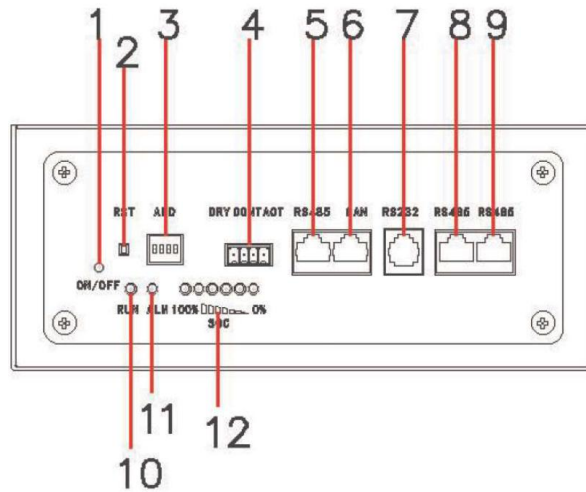 1 2 3 4 5 6 7 8 9
RST ADD DRY CONTACT RS485 CAN RS232 RS485 RS485
ON/OFF
RUN ALM 100% 0%
SOC
10 11 12